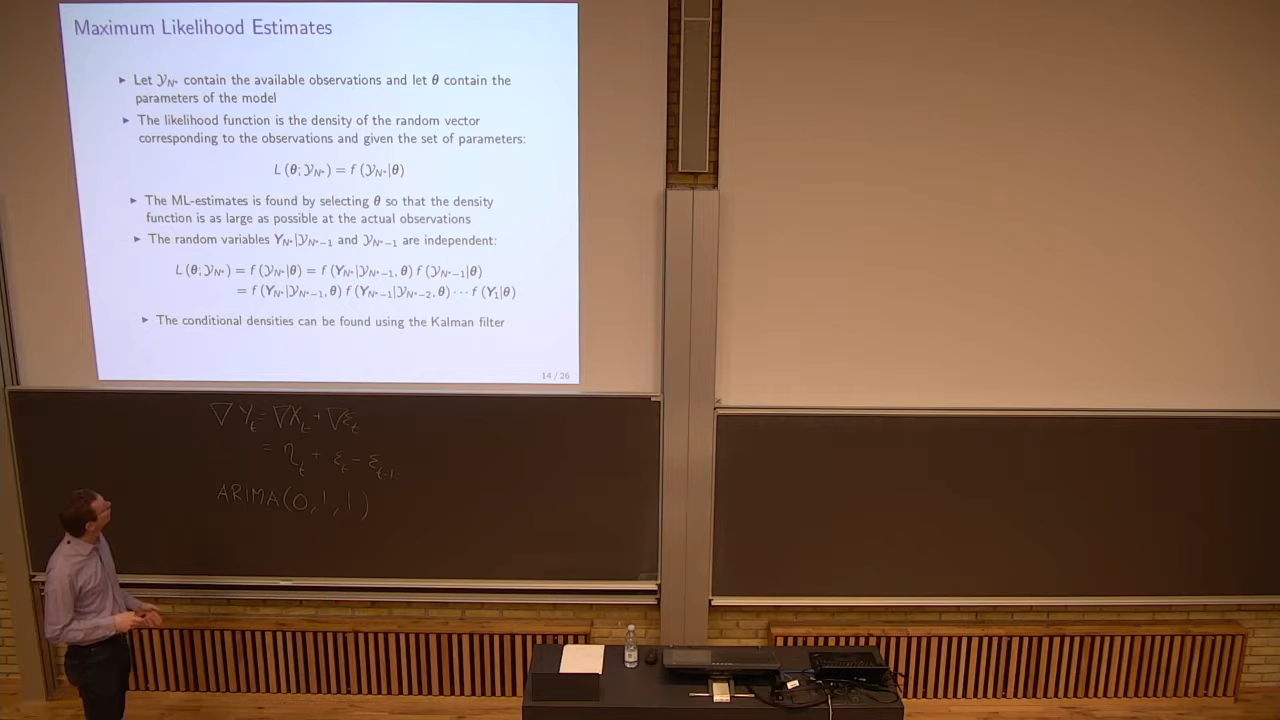 Maximum Likelihood Estimates
▶ Let 𝒴_{N*} contain the available observations and let θ contain the
parameters of the model
▶ The likelihood function is the density of the random vector
corresponding to the observations and given the set of parameters:
L(θ; 𝒴_{N*}) = f(𝒴_{N*}|θ)
▶ The ML-estimates is found by selecting θ so that the density
function is as large as possible at the actual observations
▶ The random variables Y_{N*}|𝒴_{N*−1} and 𝒴_{N*−1} are independent:
L(θ; 𝒴_{N*}) = f(𝒴_{N*}|θ) = f(Y_{N*}|𝒴_{N*−1}, θ) f(𝒴_{N*−1}|θ)
= f(Y_{N*}|𝒴_{N*−1}, θ) f(Y_{N*−1}|𝒴_{N*−2}, θ) ⋯ f(Y_1|θ)
▶ The conditional densities can be found using the Kalman filter
14 / 26
∇Y_t = ∇X_t + ∇ε_t
= η_t + ε_t − ε_{t−1}
ARIMA(0,1,1)